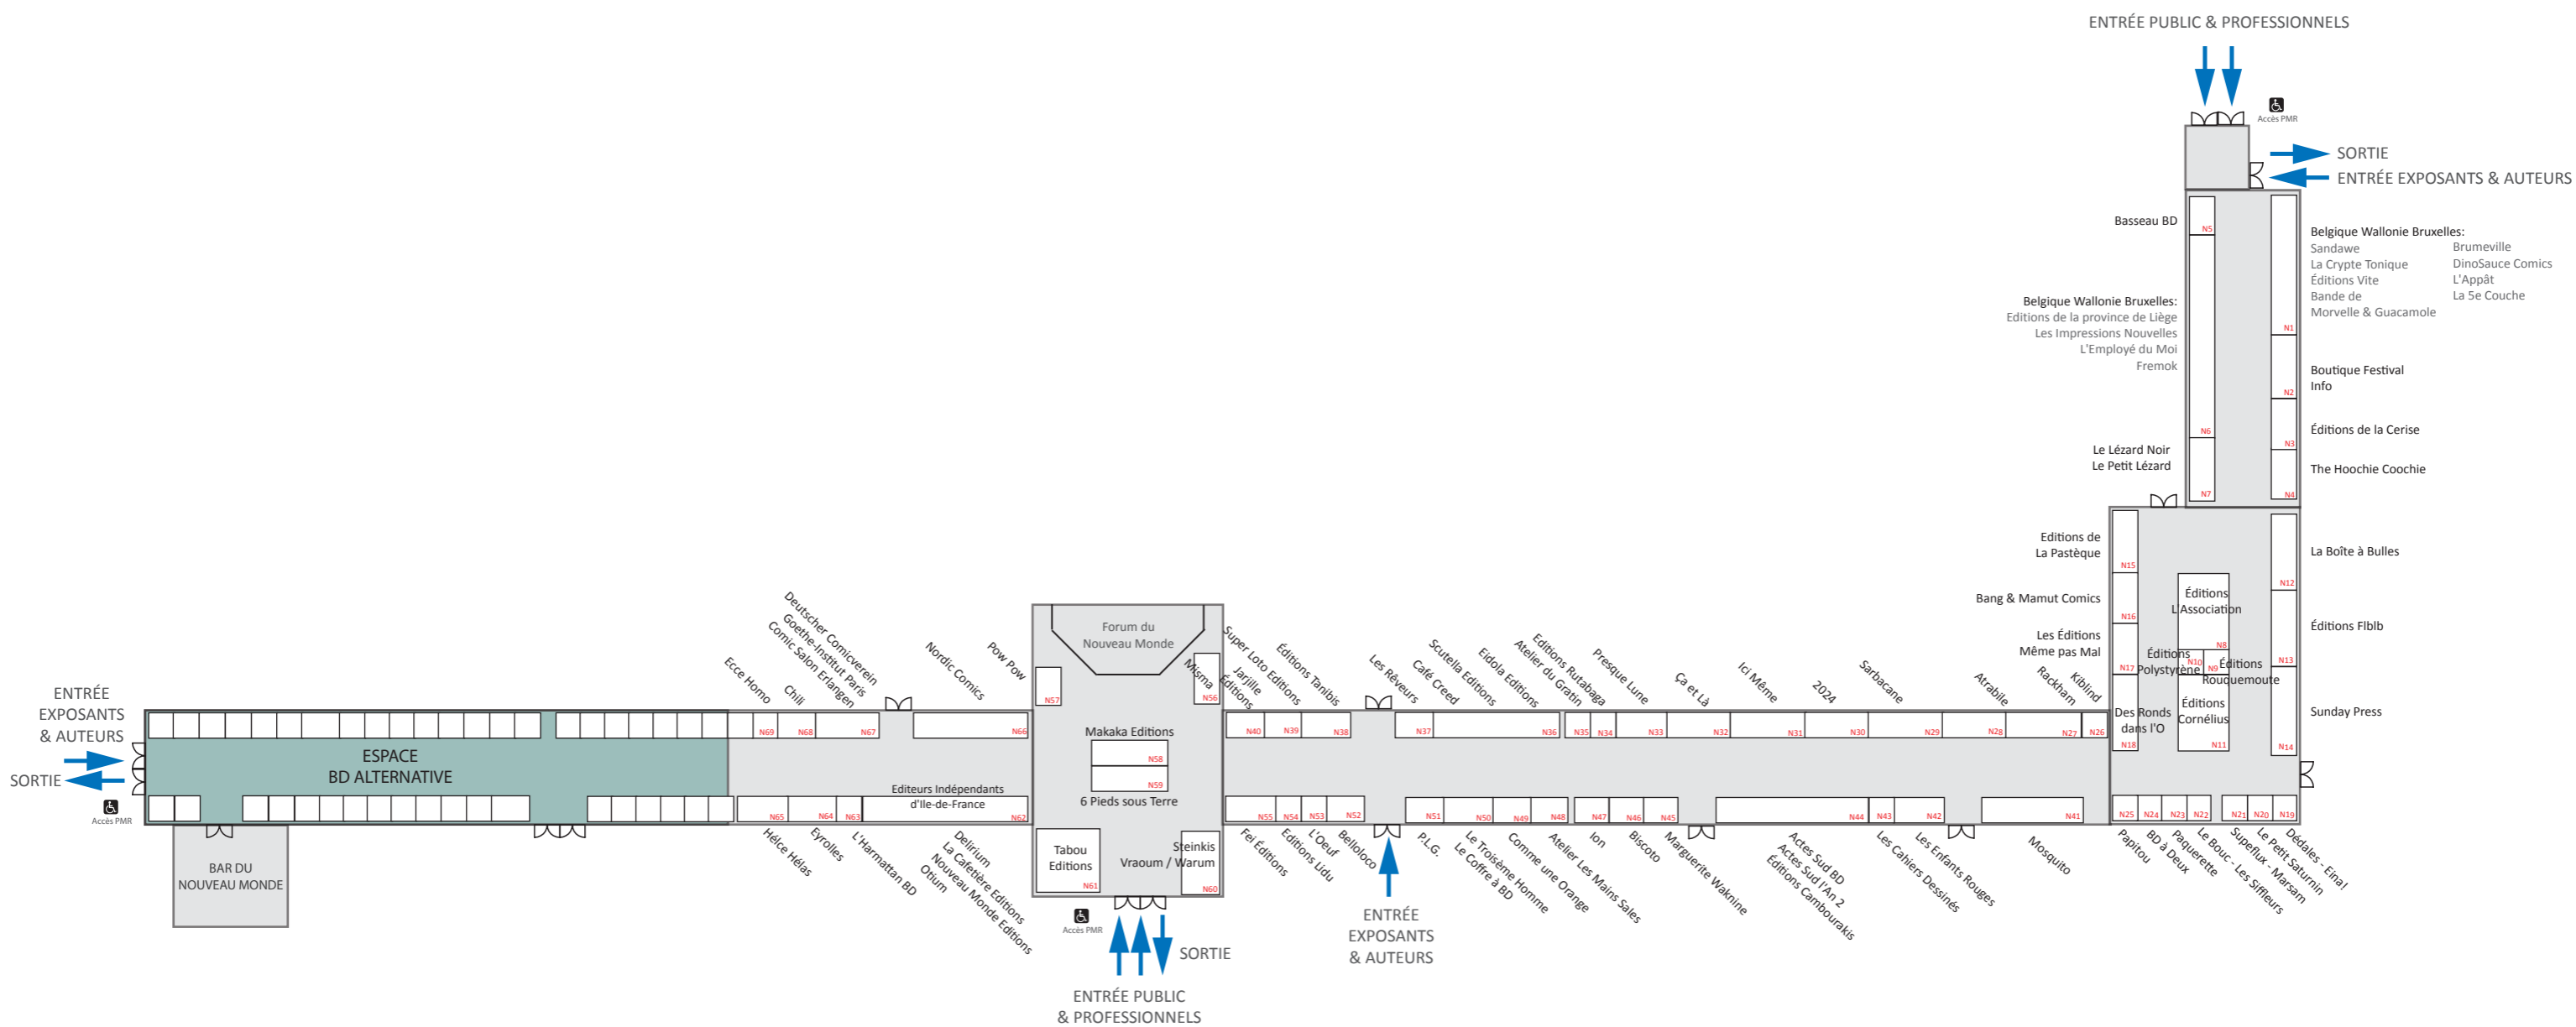 ENTRÉE PUBLIC & PROFESSIONNELS
Accès PMR
SORTIE
ENTRÉE EXPOSANTS & AUTEURS
Basseau BD
N5
Belgique Wallonie Bruxelles:
Sandawe
La Crypte Tonique
Éditions Vite
Bande de
Morvelle & Guacamole
Brumeville
DinoSauce Comics
L'Appât
La 5e Couche
N1
Belgique Wallonie Bruxelles:
Editions de la province de Liège
Les Impressions Nouvelles
L'Employé du Moi
Fremok
N6
Boutique Festival
Info
N2
Éditions de la Cerise
N3
Le Lézard Noir
Le Petit Lézard
N7
The Hoochie Coochie
N4
Editions de
La Pastèque
N15
La Boîte à Bulles
N12
Bang & Mamut Comics
N16
Éditions
L'Association
N8
Éditions Flblb
N13
Les Éditions
Même pas Mal
N17
Éditions
Polystyrène
N10
N9
Éditions
Rouquemoute
Des Ronds
dans l'O
N18
Éditions
Cornélius
N11
Sunday Press
N14
N25
N24
N23
N22
N21
N20
N19
Papitou
BD à Deux
Paquerette
Le Bouc - Les Siffleurs
Supeflux - Marsam
Le Petit Saturnin
Dédales - Eina!
Forum du
Nouveau Monde
Pow Pow
N57
Misma
N56
Jarjille
Éditions
Super Loto Editions
Éditions Tanibis
Les Rêveurs
Café Creed
Scutella Editions
Eidola Editions
Atelier du Gratin
Editions Rutabaga
Presque Lune
Ça et Là
Ici Même
2024
Sarbacane
Atrabile
Rackham
Kiblind
N40
N39
N38
N37
N36
N35
N34
N33
N32
N31
N30
N29
N28
N27
N26
Ecce Homo
Chili
Comic Salon Erlangen
Goethe-Institut Paris
Deutscher Comicverein
Nordic Comics
N69
N68
N67
N66
ENTRÉE
EXPOSANTS
& AUTEURS
SORTIE
Accès PMR
ESPACE
BD ALTERNATIVE
BAR DU
NOUVEAU MONDE
Editeurs Indépendants
d'Ile-de-France
N65
N64
N63
N62
Hélce Hélas
Eyrolles
L'Harmattan BD
Otium
Nouveau Monde Editions
La Cafetière Editions
Delirium
Makaka Editions
N58
N59
6 Pieds sous Terre
Tabou
Editions
N61
Steinkis
Vraoum / Warum
N60
Accès PMR
SORTIE
ENTRÉE PUBLIC
& PROFESSIONNELS
N55
N54
N53
N52
N51
N50
N49
N48
N47
N46
N45
N44
N43
N42
N41
Fei Éditions
Editions Lidu
L'Oeuf
Belloloco
P.L.G.
Le Coffre à BD
Le Troisème Homme
Comme une Orange
Atelier Les Mains Sales
Ion
Biscoto
Marguerite Waknine
Éditions Cambourakis
Actes Sud l'An 2
Actes Sud BD
Les Cahiers Dessinés
Les Enfants Rouges
Mosquito
ENTRÉE
EXPOSANTS
& AUTEURS